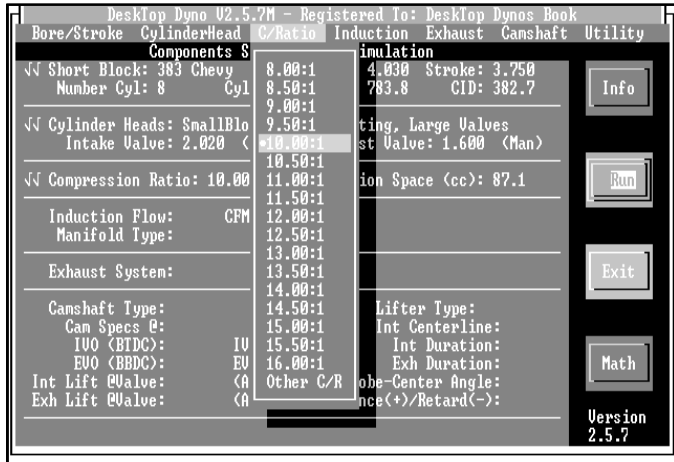 DeskTop Dyno V2.5.7M - Registered To: DeskTop Dynos Book
Bore/Stroke CylinderHead C/Ratio Induction Exhaust Camshaft Utility
Components S imulation
√√ Short Block: 383 Chevy 8.00:1 4.030 Stroke: 3.750
Number Cyl: 8 Cyl 8.50:1 783.8 CID: 382.7 Info
9.00:1
√√ Cylinder Heads: SmallBlo 9.50:1 ting, Large Valves
Intake Valve: 2.020 ( •10.00:1 st Valve: 1.600 (Man)
10.50:1
√√ Compression Ratio: 10.00 11.00:1 ion Space (cc): 87.1 Run
11.50:1
Induction Flow: CFM 12.00:1
Manifold Type: 12.50:1
13.00:1
Exhaust System: 13.50:1 Exit
14.00:1
Camshaft Type: 14.50:1 Lifter Type:
Cam Specs @: 15.00:1 Int Centerline:
IVO (BTDC): IV 15.50:1 Int Duration:
EVO (BBDC): EV 16.00:1 Exh Duration: Math
Int Lift @Valve: (A Other C/R obe-Center Angle:
Exh Lift @Valve: (A nce(+)/Retard(-):
Version
2.5.7